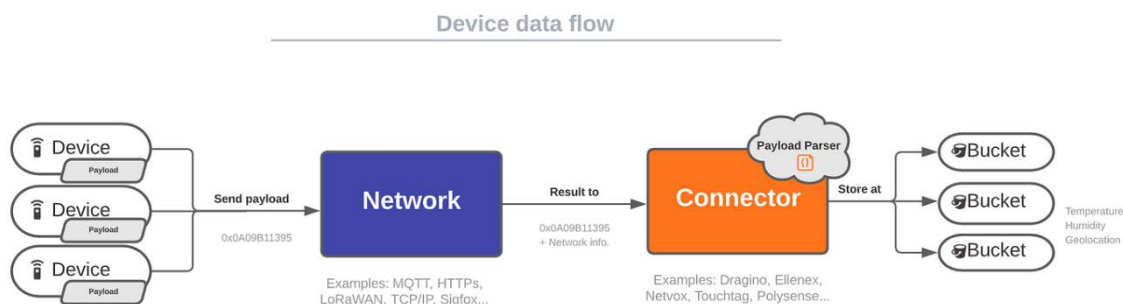 Device data flow
Device
Payload
Device
Payload
Device
Payload
Send payload
0x0A09B11395
Network
Examples: MQTT, HTTPs,
LoRaWAN, TCP/IP, Sigfox...
Result to
0x0A09B11395
+ Network info.
Payload Parser
{}
Connector
Examples: Dragino, Ellenex,
Netvox, Touchtag, Polysense...
Store at
Bucket
Bucket
Bucket
Temperature
Humidity
Geolocation